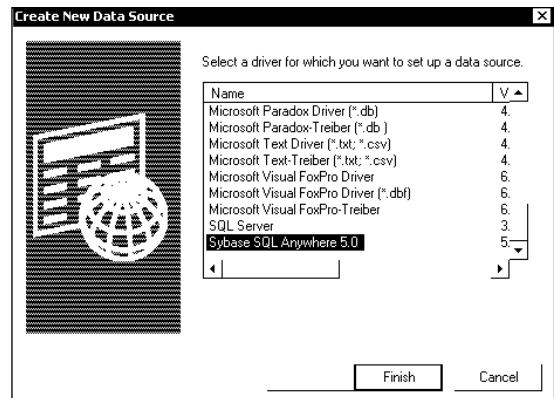 Create New Data Source
Select a driver for which you want to set up a data source.
Name V
Microsoft Paradox Driver (*.db) 4.
Microsoft Paradox-Treiber (*.db ) 4.
Microsoft Text Driver (*.txt; *.csv) 4.
Microsoft Text-Treiber (*.txt; *.csv) 4.
Microsoft Visual FoxPro Driver 6.
Microsoft Visual FoxPro Driver (*.dbf) 6.
Microsoft Visual FoxPro-Treiber 6.
SQL Server 3.
Sybase SQL Anywhere 5.0 5.
Finish Cancel